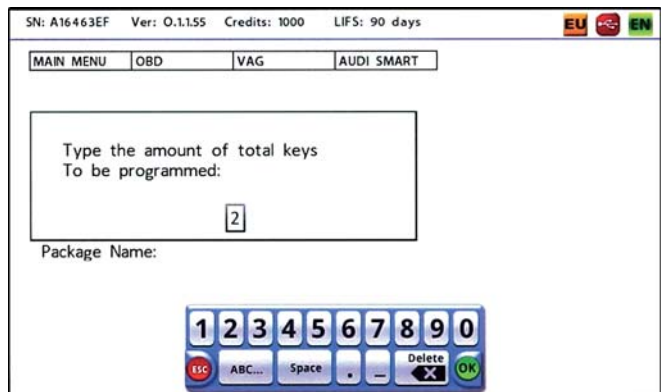 SN: A16463EF Ver: 0.1.1.55 Credits: 1000 LIFS: 90 days EU EN
MAIN MENU OBD VAG AUDI SMART
Type the amount of total keys
To be programmed:
2
Package Name:
1 2 3 4 5 6 7 8 9 0
ESC ABC... Space . _ Delete OK